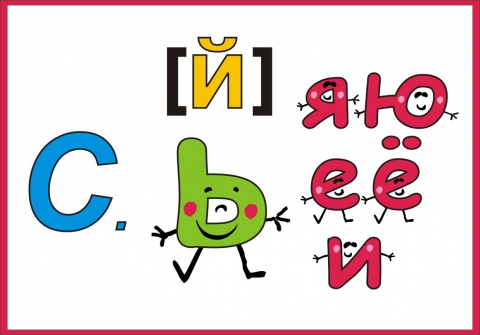 [й]
я ю
С. ь е ё
и